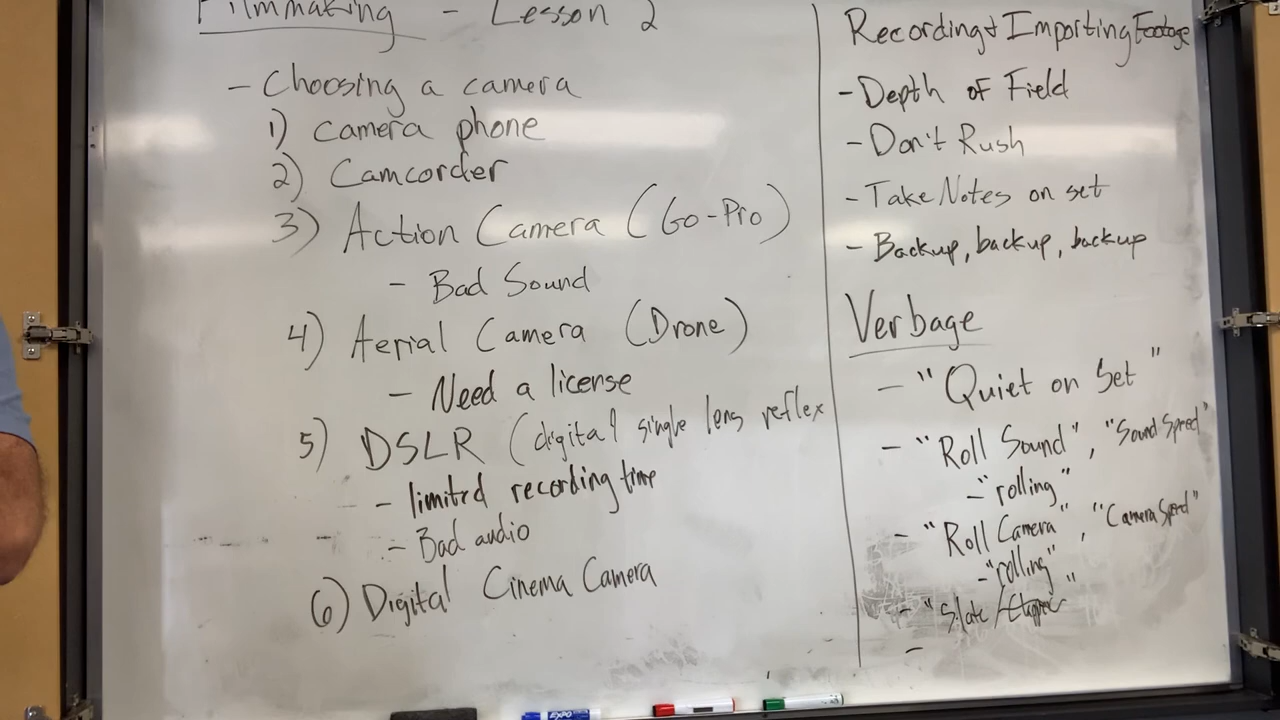 Filmmaking - Lesson 2
- Choosing a camera
1) camera phone
2) Camcorder
3) Action Camera (Go-Pro)
- Bad Sound
4) Aerial Camera (Drone)
- Need a license
5) DSLR (digital single lens reflex
- limited recording time
- Bad audio
6) Digital Cinema Camera
Recording & Importing Footage
- Depth of Field
- Don't Rush
- Take Notes on set
- Backup, backup, backup
Verbage
- "Quiet on Set"
- "Roll Sound", "Sound Speed"
- "rolling"
- "Roll Camera", "Camera Speed"
- "rolling"
- "Slate /Clapper"
-
EXPO